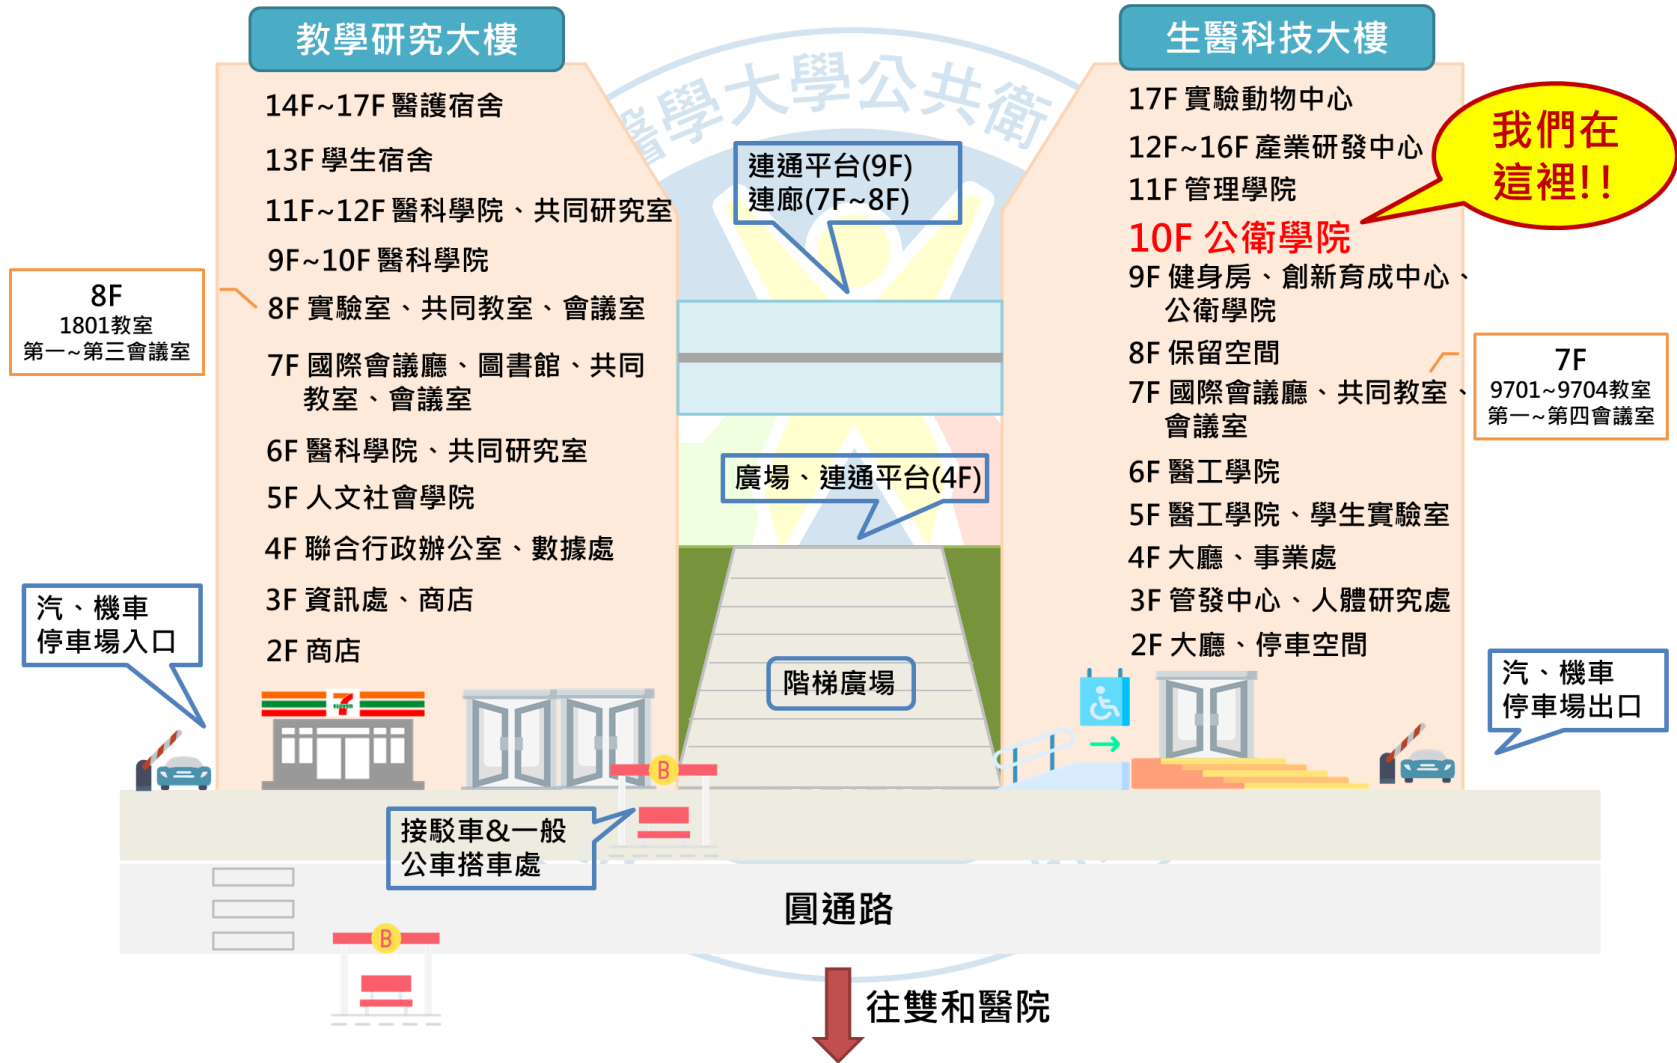 教學研究大樓
14F~17F 醫護宿舍
13F 學生宿舍
11F~12F 醫科學院、共同研究室
9F~10F 醫科學院
8F 實驗室、共同教室、會議室
7F 國際會議廳、圖書館、共同
教室、會議室
6F 醫科學院、共同研究室
5F 人文社會學院
4F 聯合行政辦公室、數據處
3F 資訊處、商店
2F 商店
8F
1801教室
第一~第三會議室
汽、機車
停車場入口
7
ELEVEN
醫學大學公共衛
連通平台(9F)
連廊(7F~8F)
廣場、連通平台(4F)
階梯廣場
生醫科技大樓
17F 實驗動物中心
12F~16F 產業研發中心
11F 管理學院
10F 公衛學院
9F 健身房、創新育成中心、
公衛學院
8F 保留空間
7F 國際會議廳、共同教室、
會議室
6F 醫工學院
5F 醫工學院、學生實驗室
4F 大廳、事業處
3F 管發中心、人體研究處
2F 大廳、停車空間
我們在
這裡!!
7F
9701~9704教室
第一~第四會議室
汽、機車
停車場出口
B
接駁車&一般
公車搭車處
圓通路
B
往雙和醫院